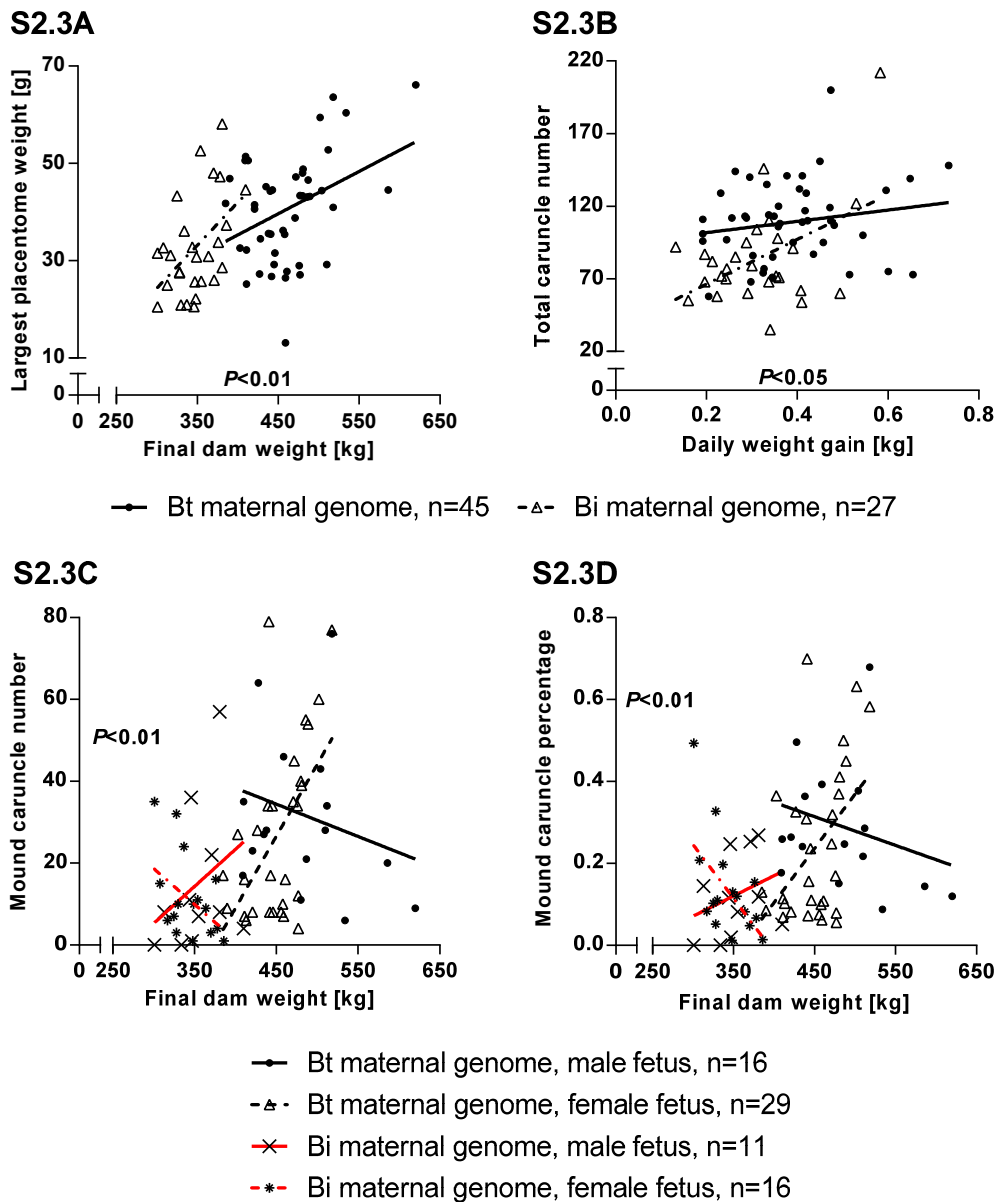 S2.3A
S2.3B
Largest placentome weight [g]
70
50
30
10
0
P<0.01
0 250 350 450 550 650
Final dam weight [kg]
Total caruncle number
220
170
120
70
20
0
P<0.05
0.0 0.2 0.4 0.6 0.8
Daily weight gain [kg]
Bt maternal genome, n=45
Bi maternal genome, n=27
S2.3C
S2.3D
Mound caruncle number
80
60
40
20
0
P<0.01
0 250 350 450 550 650
Final dam weight [kg]
Mound caruncle percentage
0.8
0.6
0.4
0.2
0.0
P<0.01
0 250 350 450 550 650
Final dam weight [kg]
Bt maternal genome, male fetus, n=16
Bt maternal genome, female fetus, n=29
Bi maternal genome, male fetus, n=11
Bi maternal genome, female fetus, n=16